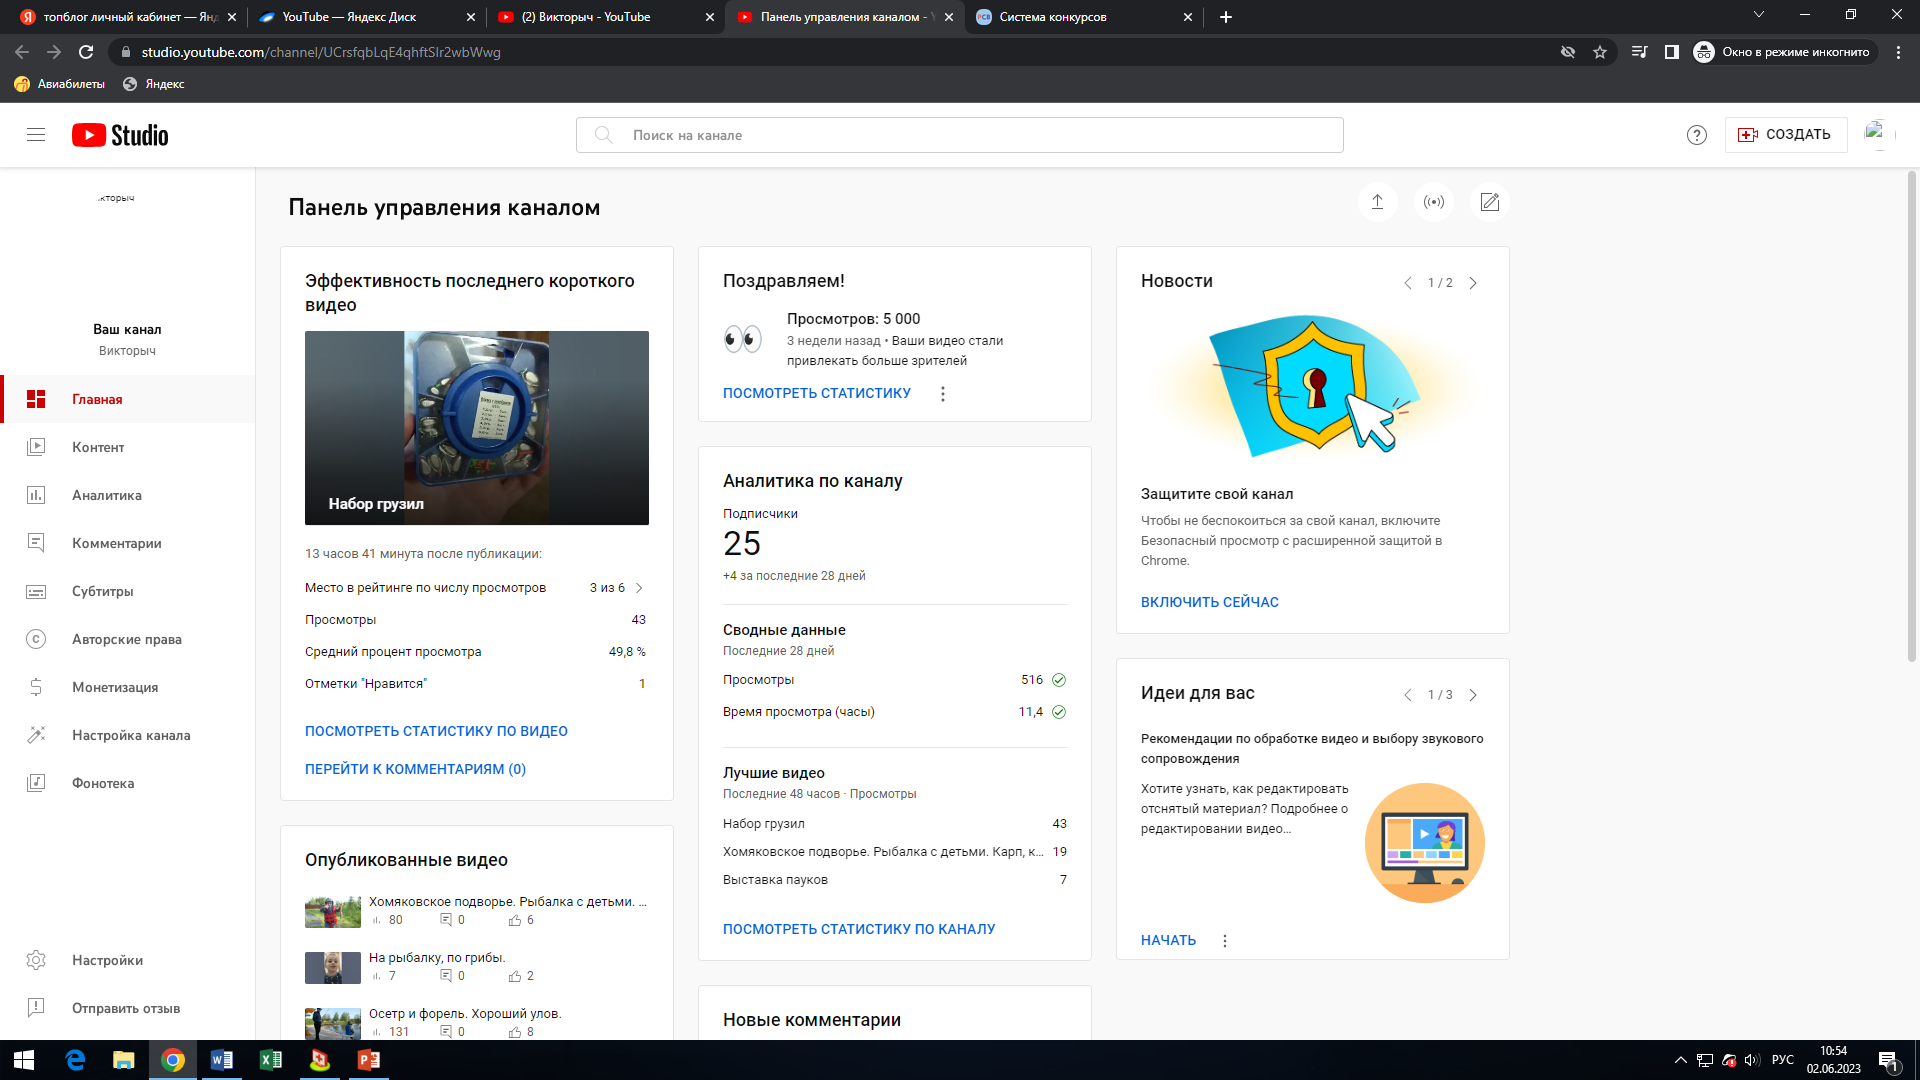 топблог личный кабинет — Ян
YouTube — Яндекс Диск
(2) Викторыч - YouTube
Панель управления каналом - Y
Система конкурсов
studio.youtube.com/channel/UCrsfqbLqE4qhftSIr2wbWwg
Окно в режиме инкогнито
Авиабилеты
Яндекс
Studio
Поиск на канале
СОЗДАТЬ
Ваш канал
Викторыч
Главная
Контент
Аналитика
Комментарии
Субтитры
Авторские права
Монетизация
Настройка канала
Фонотека
Настройки
Отправить отзыв
Панель управления каналом
Эффективность последнего короткого
видео
Набор грузил
13 часов 41 минута после публикации:
Место в рейтинге по числу просмотров 3 из 6
Просмотры 43
Средний процент просмотра 49,8 %
Отметки "Нравится" 1
ПОСМОТРЕТЬ СТАТИСТИКУ ПО ВИДЕО
ПЕРЕЙТИ К КОММЕНТАРИЯМ (0)
Опубликованные видео
Хомяковское подворье. Рыбалка с детьми. ...
80 0 6
На рыбалку, по грибы.
7 0 2
Осетр и форель. Хороший улов.
131 0 8
Поздравляем!
Просмотров: 5 000
3 недели назад • Ваши видео стали
привлекать больше зрителей
ПОСМОТРЕТЬ СТАТИСТИКУ
Аналитика по каналу
Подписчики
25
+4 за последние 28 дней
Сводные данные
Последние 28 дней
Просмотры 516
Время просмотра (часы) 11,4
Лучшие видео
Последние 48 часов · Просмотры
Набор грузил 43
Хомяковское подворье. Рыбалка с детьми. Карп, к... 19
Выставка пауков 7
ПОСМОТРЕТЬ СТАТИСТИКУ ПО КАНАЛУ
Новые комментарии
Новости 1 / 2
Защитите свой канал
Чтобы не беспокоиться за свой канал, включите
Безопасный просмотр с расширенной защитой в
Chrome.
ВКЛЮЧИТЬ СЕЙЧАС
Идеи для вас 1 / 3
Рекомендации по обработке видео и выбору звукового
сопровождения
Хотите узнать, как редактировать
отснятый материал? Подробнее о
редактировании видео...
НАЧАТЬ
РУС
10:54
02.06.2023
1